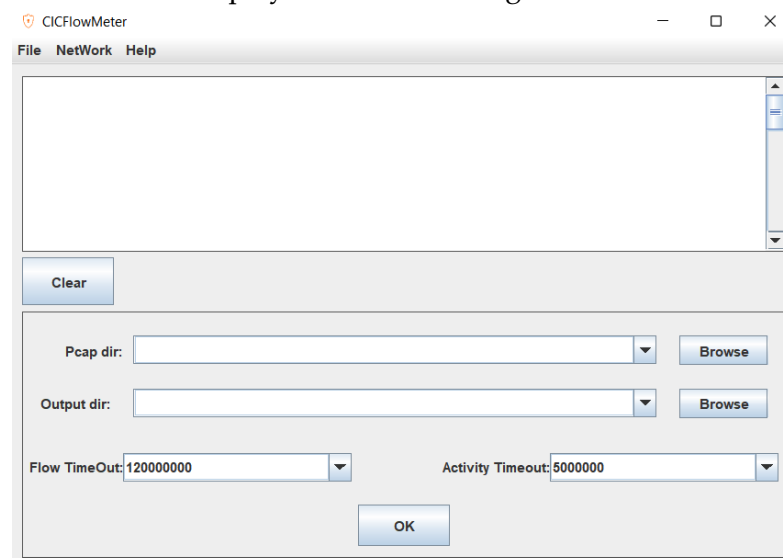 CICFlowMeter
File NetWork Help
Clear
Pcap dir: Browse
Output dir: Browse
Flow TimeOut: 120000000 Activity Timeout: 5000000
OK